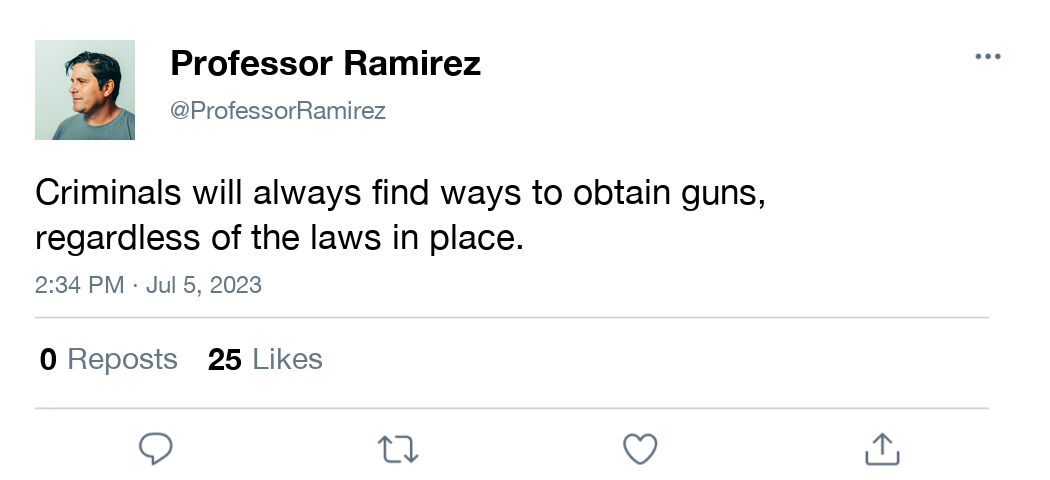 Professor Ramirez
@ProfessorRamirez
Criminals will always find ways to obtain guns,
regardless of the laws in place.
2:34 PM · Jul 5, 2023
0 Reposts 25 Likes